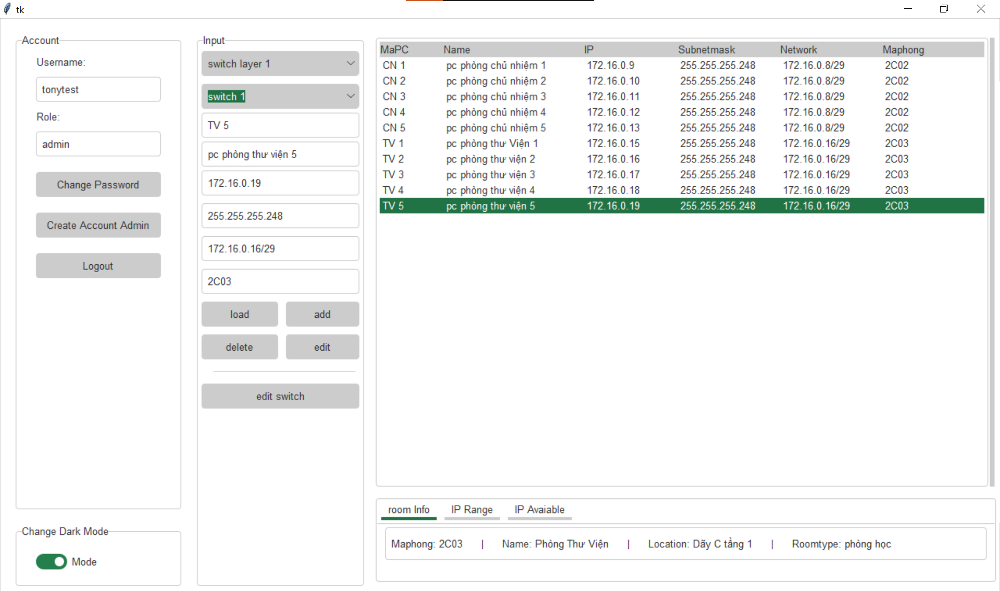 tk
Account
Username:
tonytest
Role:
admin
Change Password
Create Account Admin
Logout
Change Dark Mode
Mode
Input
switch layer 1
switch 1
TV 5
pc phòng thư viện 5
172.16.0.19
255.255.255.248
172.16.0.16/29
2C03
load add
delete edit
edit switch
MaPC Name IP Subnetmask Network Maphong
CN 1 pc phòng chủ nhiệm 1 172.16.0.9 255.255.255.248 172.16.0.8/29 2C02
CN 2 pc phòng chủ nhiệm 2 172.16.0.10 255.255.255.248 172.16.0.8/29 2C02
CN 3 pc phòng chủ nhiệm 3 172.16.0.11 255.255.255.248 172.16.0.8/29 2C02
CN 4 pc phòng chủ nhiệm 4 172.16.0.12 255.255.255.248 172.16.0.8/29 2C02
CN 5 pc phòng chủ nhiệm 5 172.16.0.13 255.255.255.248 172.16.0.8/29 2C02
TV 1 pc phòng thư Viện 1 172.16.0.15 255.255.255.248 172.16.0.16/29 2C03
TV 2 pc phòng thư viện 2 172.16.0.16 255.255.255.248 172.16.0.16/29 2C03
TV 3 pc phòng thư viện 3 172.16.0.17 255.255.255.248 172.16.0.16/29 2C03
TV 4 pc phòng thư viện 4 172.16.0.18 255.255.255.248 172.16.0.16/29 2C03
TV 5 pc phòng thư viện 5 172.16.0.19 255.255.255.248 172.16.0.16/29 2C03
room Info IP Range IP Avaiable
Maphong: 2C03 | Name: Phòng Thư Viện | Location: Dãy C tầng 1 | Roomtype: phòng học